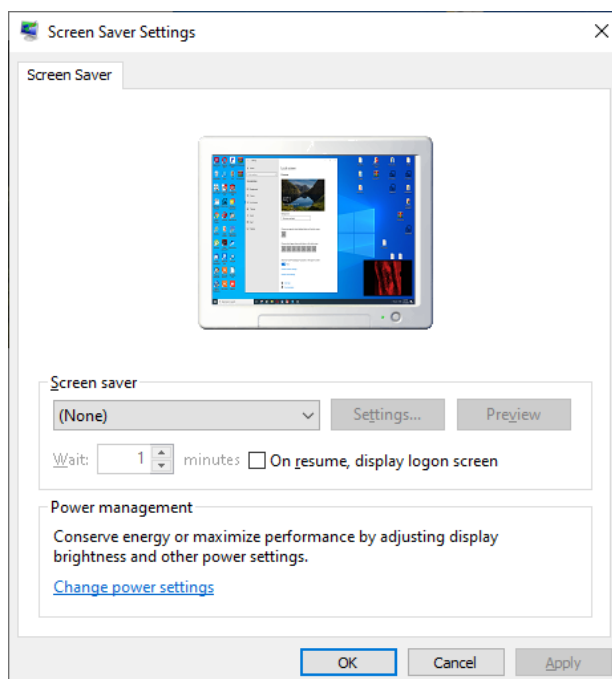 Screen Saver Settings
Screen Saver
Screen saver
(None)
Settings...
Preview
Wait:
1
minutes
On resume, display logon screen
Power management
Conserve energy or maximize performance by adjusting display
brightness and other power settings.
Change power settings
OK
Cancel
Apply